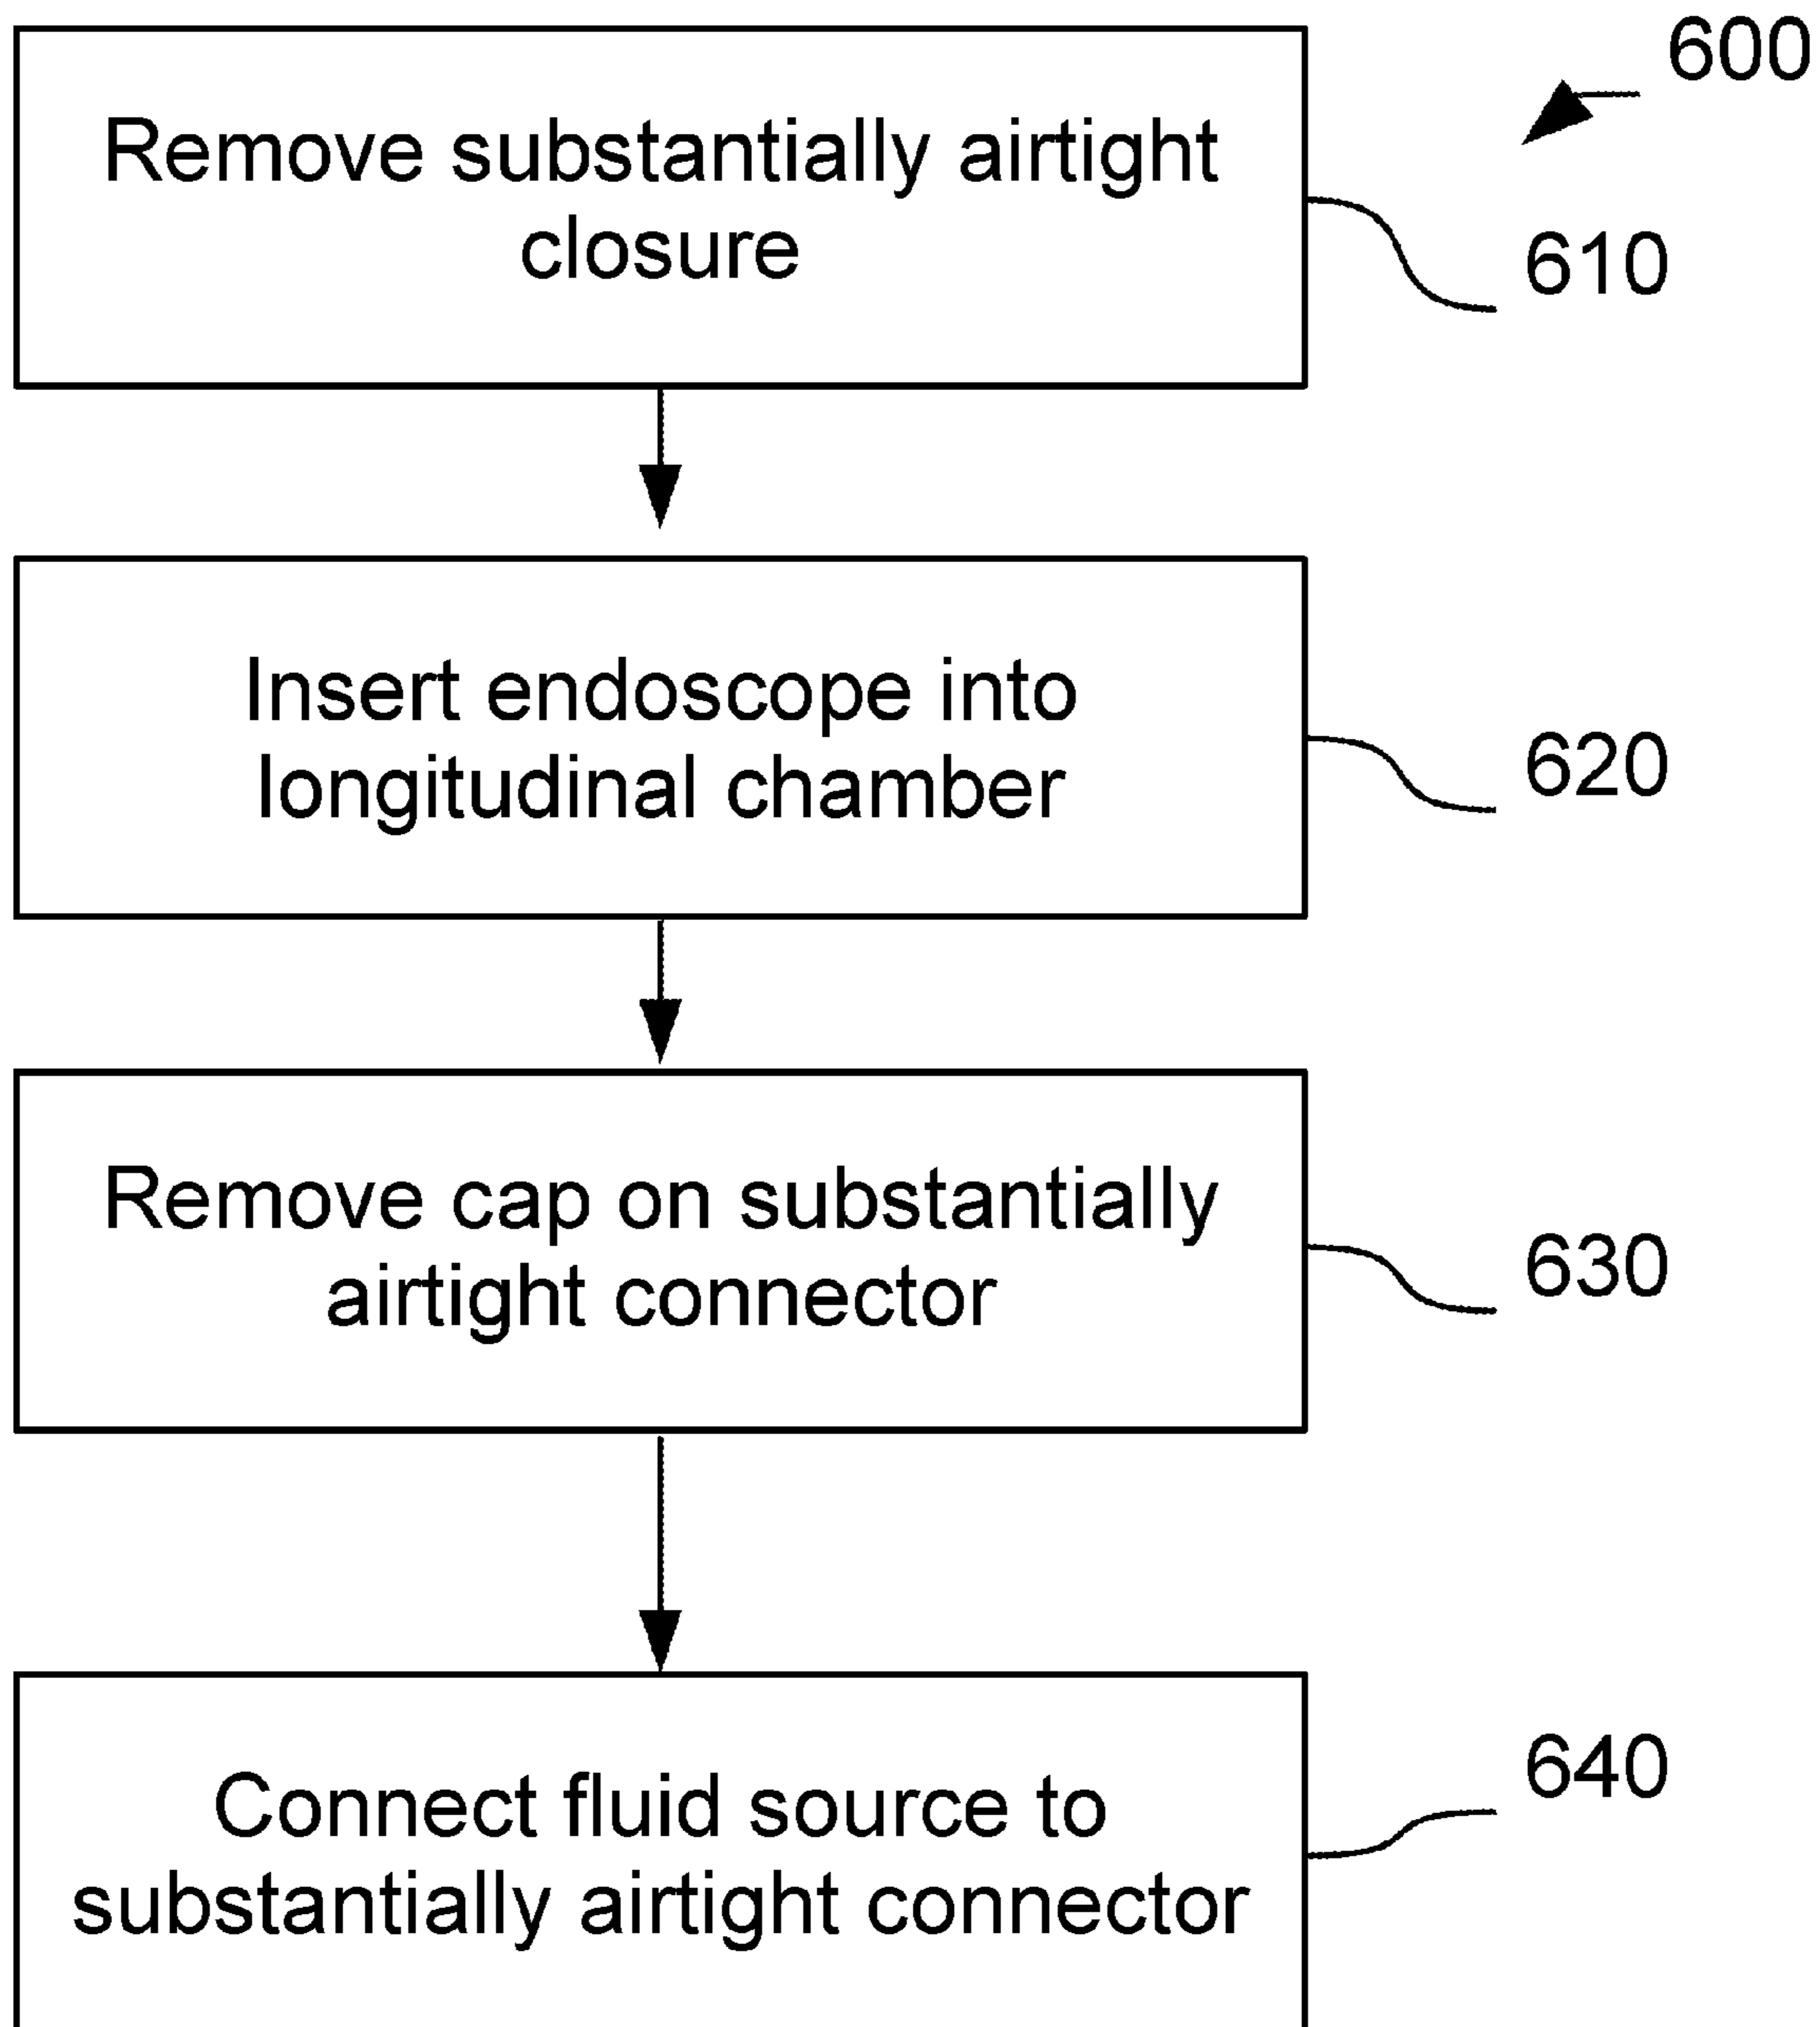 600
Remove substantially airtight
closure
610
Insert endoscope into
longitudinal chamber
620
Remove cap on substantially
airtight connector
630
Connect fluid source to
substantially airtight connector
640